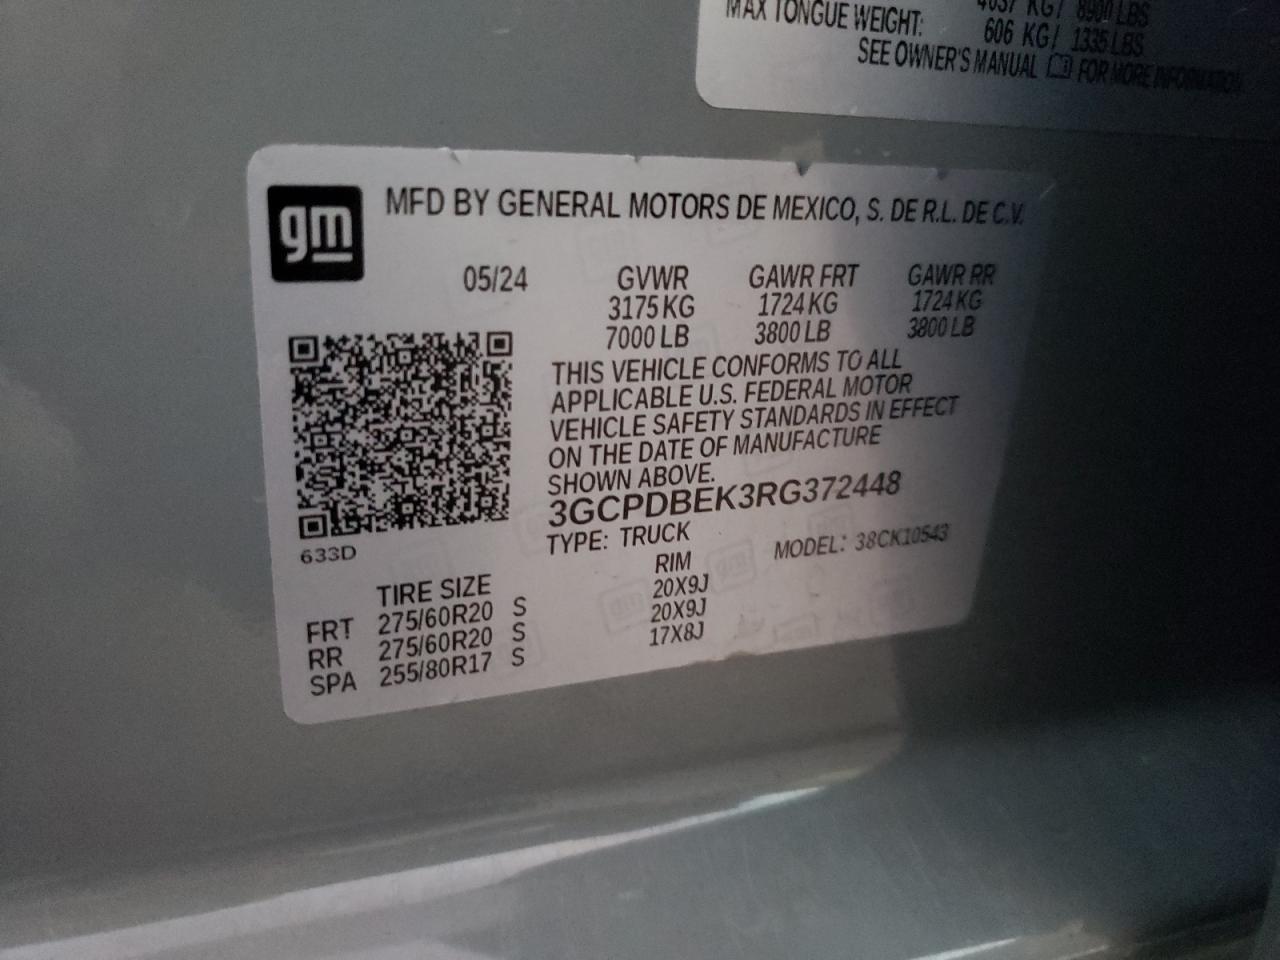 4037 KG/ 8900 LBS
MAX TONGUE WEIGHT: 606 KG/ 1335 LBS
SEE OWNER'S MANUAL FOR MORE INFORMATION
gm
MFD BY GENERAL MOTORS DE MEXICO, S. DE R.L. DE C.V.
05/24 GVWR GAWR FRT GAWR RR
3175 KG 1724 KG 1724 KG
7000 LB 3800 LB 3800 LB
THIS VEHICLE CONFORMS TO ALL
APPLICABLE U.S. FEDERAL MOTOR
VEHICLE SAFETY STANDARDS IN EFFECT
ON THE DATE OF MANUFACTURE
SHOWN ABOVE.
3GCPDBEK3RG372448
TYPE: TRUCK MODEL: 38CK10543
633D
TIRE SIZE RIM
FRT 275/60R20 S 20X9J
RR 275/60R20 S 20X9J
SPA 255/80R17 S 17X8J